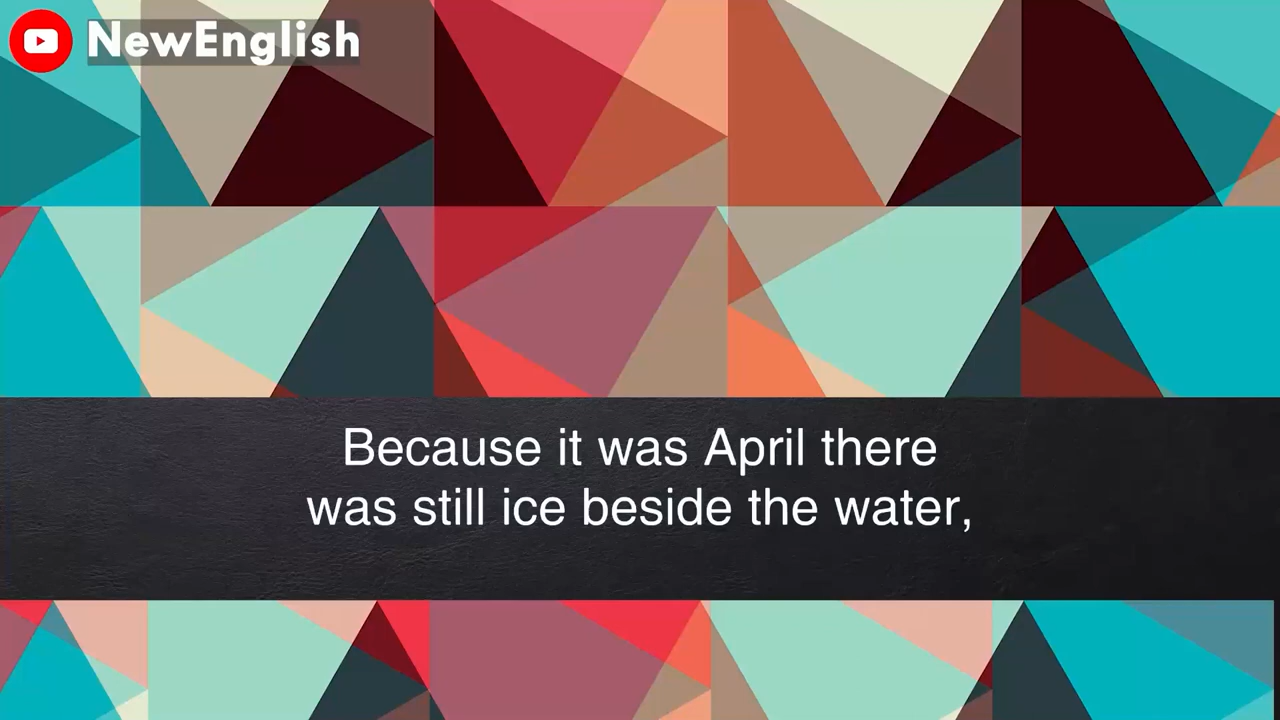 NewEnglish
Because it was April there
was still ice beside the water,